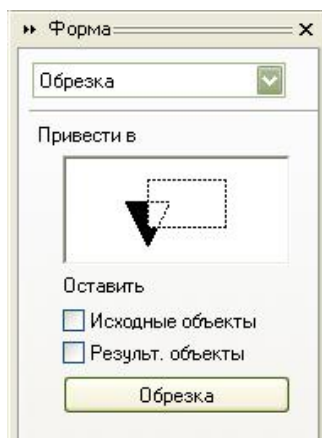 Форма
Обрезка
Привести в
Оставить
Исходные объекты
Результ. объекты
Обрезка